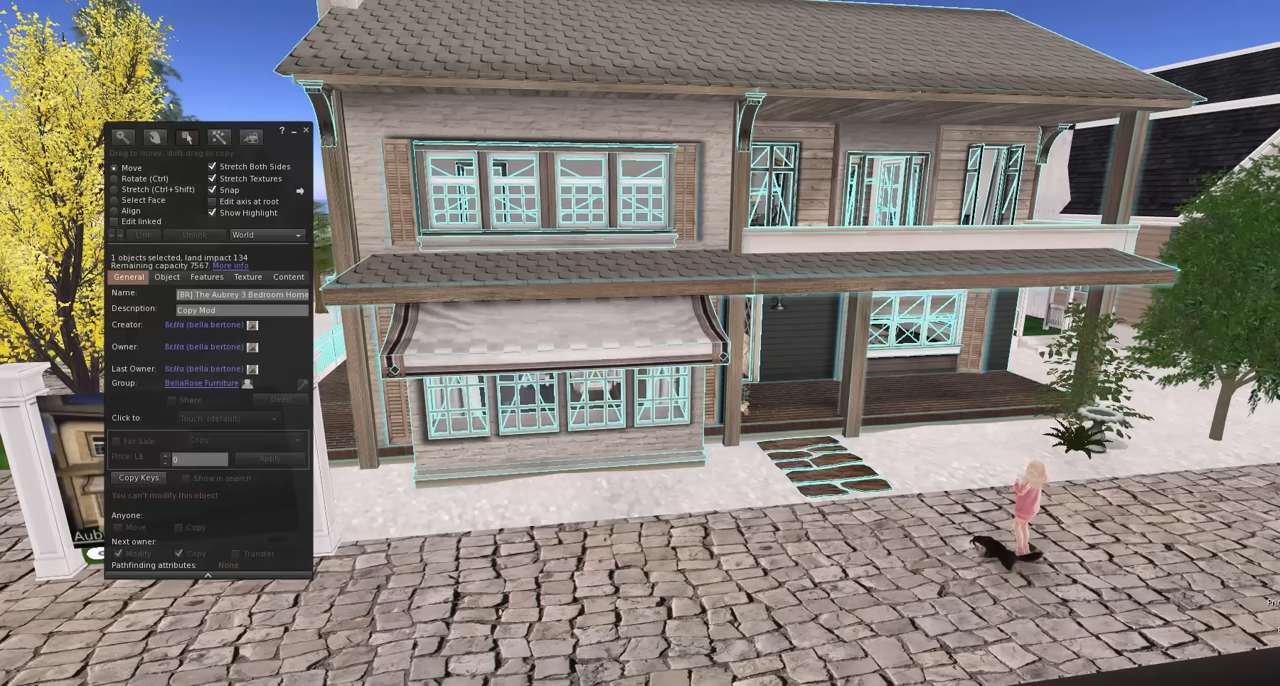 ? _ ×
Drag to move, shift-drag to copy
Move
Rotate (Ctrl)
Stretch (Ctrl+Shift)
Select Face
Align
Edit linked
Stretch Both Sides
Stretch Textures
Snap
Edit axis at root
Show Highlight
Link Unlink World
1 objects selected, land impact 134
Remaining capacity 7567. More info
General Object Features Texture Content
Name: [BR] The Aubrey 3 Bedroom Home
Description: Copy Mod
Creator: (bella.bertone)
Owner: (bella.bertone)
Last Owner: (bella.bertone)
Group: BellaRose Furniture
Share Deed
Click to: Touch (default)
For Sale: Copy
Price: L$ 0 Apply
Copy Keys Show in search
You can't modify this object
Anyone:
Move Copy
Next owner:
Modify Copy Transfer
Pathfinding attributes: None